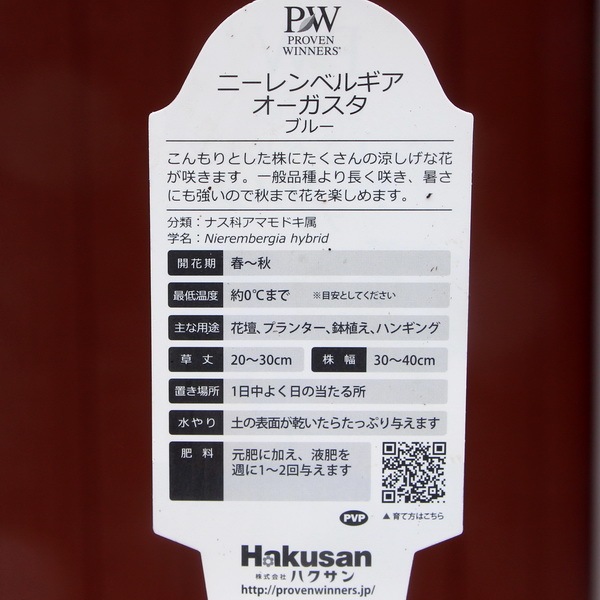 PW
PROVEN
WINNERS®
ニーレンベルギア
オーガスタ
ブルー
こんもりとした株にたくさんの涼しげな花
が咲きます。一般品種より長く咲き、暑さ
にも強いので秋まで花を楽しめます。
分類：ナス科アマモドキ属
学名：Nierembergia hybrid
開花期 春～秋
最低温度 約0℃まで ※目安としてください
主な用途 花壇、プランター、鉢植え、ハンギング
草丈 20～30cm 株幅 30～40cm
置き場所 1日中よく日の当たる所
水やり 土の表面が乾いたらたっぷり与えます
肥料 元肥に加え、液肥を
週に1～2回与えます
PVP ▲育て方はこちら
Hakusan
株式会社 ハクサン
http://provenwinners.jp/